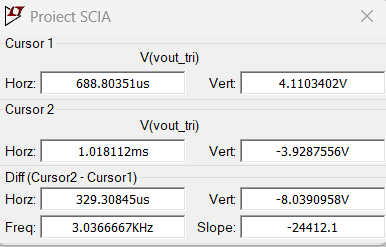 Proiect SCIA
Cursor 1
V(vout_tri)
Horz: 688.80351us Vert: 4.1103402V
Cursor 2
V(vout_tri)
Horz: 1.018112ms Vert: -3.9287556V
Diff (Cursor2 - Cursor1)
Horz: 329.30845us Vert: -8.0390958V
Freq: 3.0366667KHz Slope: -24412.1